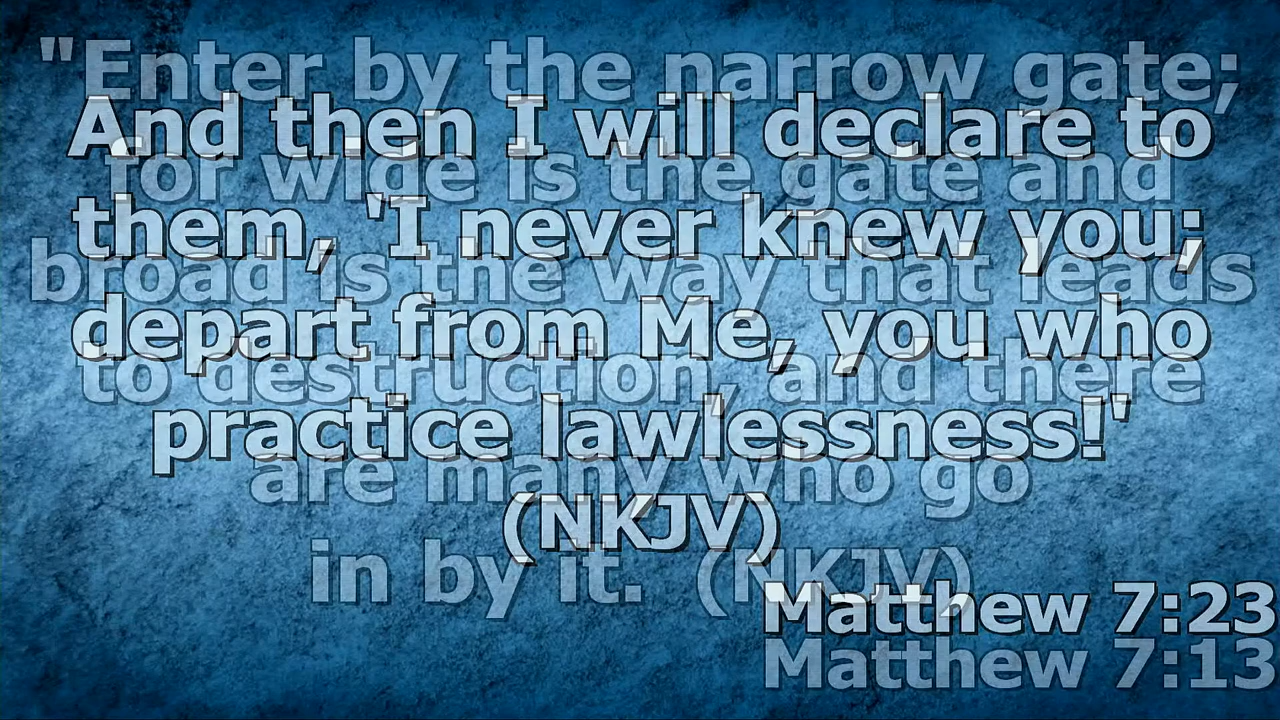 "Enter by the narrow gate;
And then I will declare to
for wide is the gate and
them, 'I never knew you;
broad is the way that leads
depart from Me, you who
to destruction, and there
practice lawlessness!'
are many who go
(NKJV)
in by it. (NKJV)
Matthew 7:23
Matthew 7:13